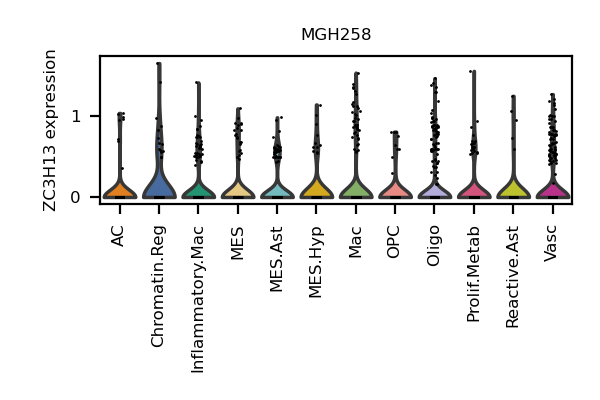 MGH258
ZC3H13 expression
1
0
AC
Chromatin.Reg
Inflammatory.Mac
MES
MES.Ast
MES.Hyp
Mac
OPC
Oligo
Prolif.Metab
Reactive.Ast
Vasc